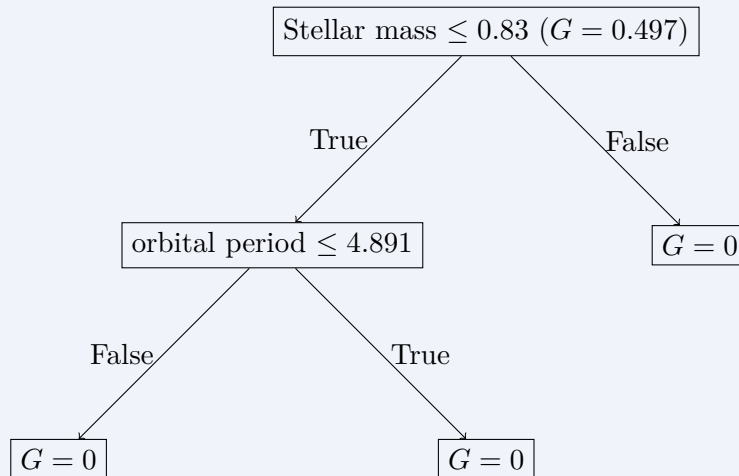 Stellar mass ≤ 0.83 (G = 0.497)
True
False
orbital period ≤ 4.891
G = 0
False
True
G = 0
G = 0